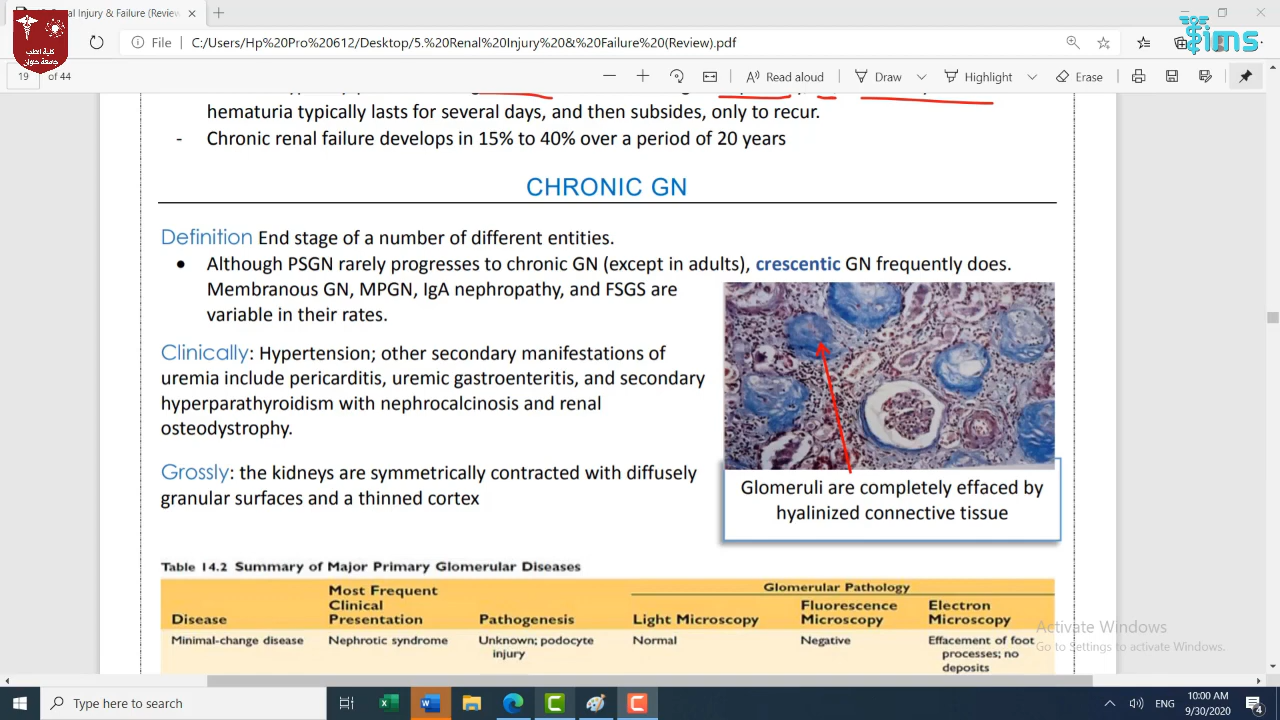 Injury & Failure (Review
File
C:/Users/Hp%20Pro%20612/Desktop/5.%20Renal%20Injury%20&%20Failure%20(Review).pdf
sims
كلية الطب
جامعة حلوان
19 of 44
Read aloud
Draw
Highlight
Erase
hematuria typically lasts for several days, and then subsides, only to recur.
- Chronic renal failure develops in 15% to 40% over a period of 20 years
CHRONIC GN
Definition End stage of a number of different entities.
• Although PSGN rarely progresses to chronic GN (except in adults), crescentic GN frequently does.
Membranous GN, MPGN, IgA nephropathy, and FSGS are
variable in their rates.
Clinically: Hypertension; other secondary manifestations of
uremia include pericarditis, uremic gastroenteritis, and secondary
hyperparathyroidism with nephrocalcinosis and renal
osteodystrophy.
Grossly: the kidneys are symmetrically contracted with diffusely
granular surfaces and a thinned cortex
Glomeruli are completely effaced by
hyalinized connective tissue
Table 14.2 Summary of Major Primary Glomerular Diseases
Disease
Most Frequent
Clinical
Presentation
Pathogenesis
Glomerular Pathology
Light Microscopy
Fluorescence
Microscopy
Electron
Microscopy
Minimal-change disease
Nephrotic syndrome
Unknown; podocyte
injury
Normal
Negative
Effacement of foot
processes; no
deposits
Activate Windows
Go to Settings to activate Windows.
Type here to search
ENG
10:00 AM
9/30/2020
4